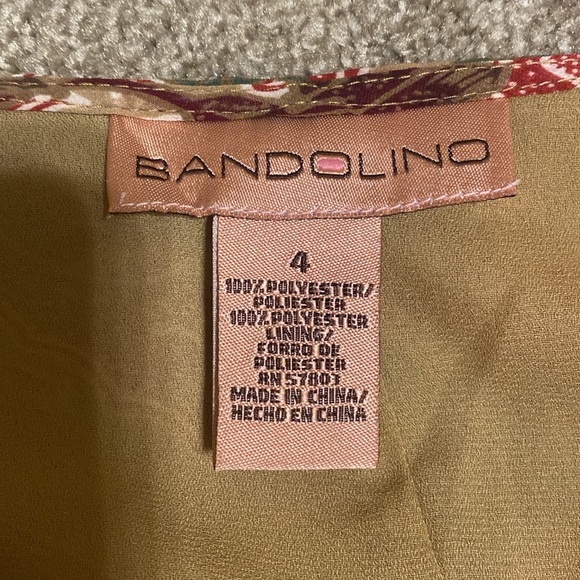 BANDOLINO
4
100% POLYESTER/
POLIESTER
100% POLYESTER
LINING/
FORRO DE
POLIESTER
RN 57803
MADE IN CHINA/
HECHO EN CHINA